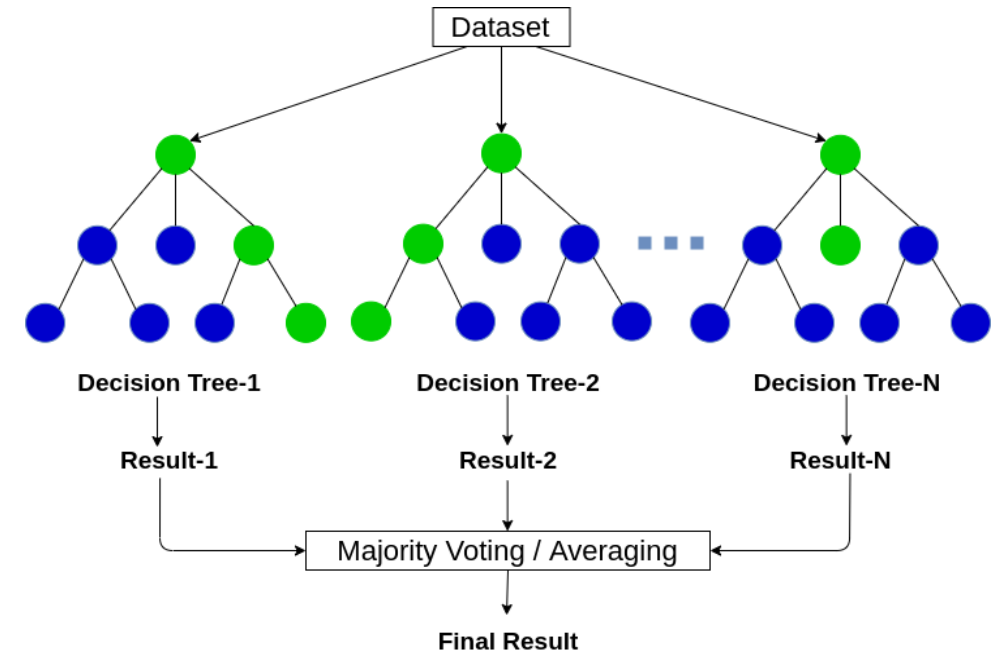 Dataset
Decision Tree-1
Decision Tree-2
Decision Tree-N
Result-1
Result-2
Result-N
Majority Voting / Averaging
Final Result